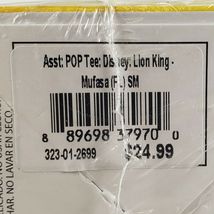 Asst: POP Tee: Disney: Lion King -
Mufasa (FL) SM
8 89698 37970 0
323-01-2699 $24.99
HAR. NO LAVAR EN SECO.